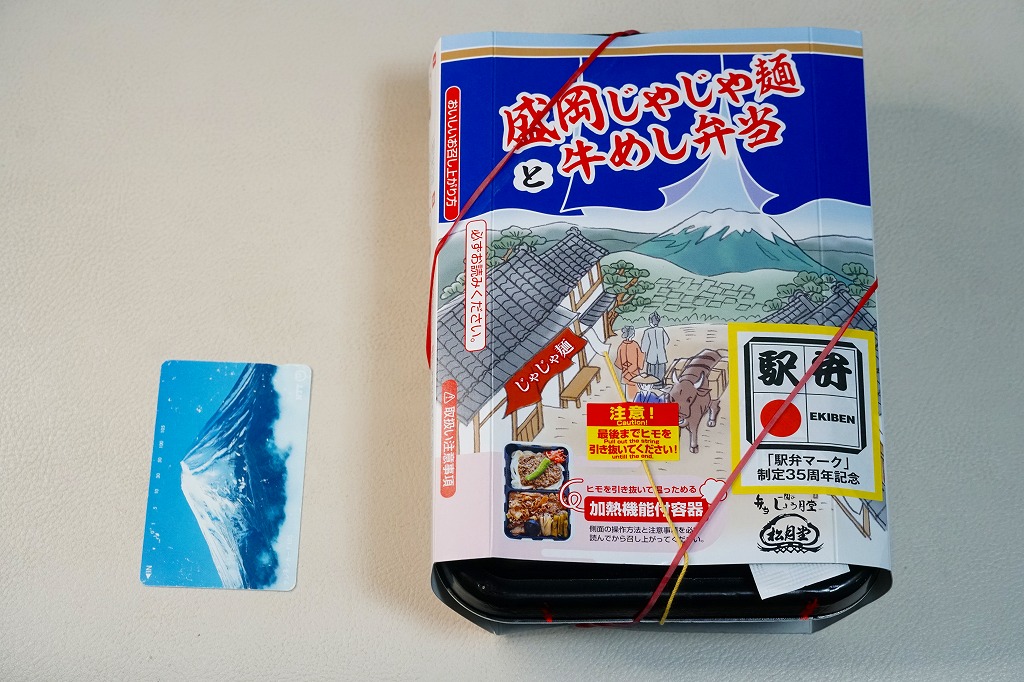 盛岡じゃじゃ麺
と
牛めし弁当
おいしいお召し上がり方
必ずお読みください。
⚠取扱い注意事項
じゃじゃ麺
注意！
Caution!
最後までヒモを
Pull out the string
引き抜いてください！
untill the end.
ヒモを引き抜いて
加熱機能付容器
側面の操作方法と注意事項を必
読んでから召し上がってください。
駅弁
EKIBEN
「駅弁マーク」
制定35周年記念
弁当
松月堂